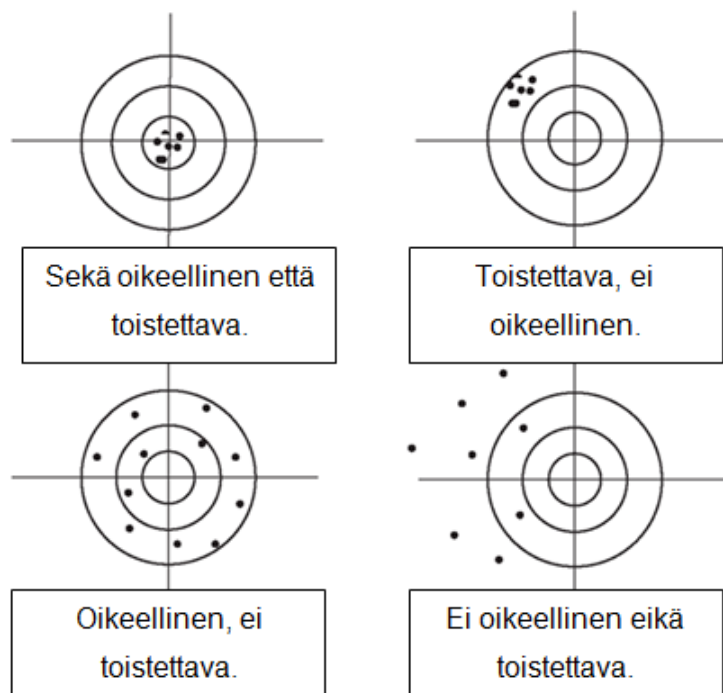 Sekä oikeellinen että
toistettava.
Toistettava, ei
oikeellinen.
Oikeellinen, ei
toistettava.
Ei oikeellinen eikä
toistettava.